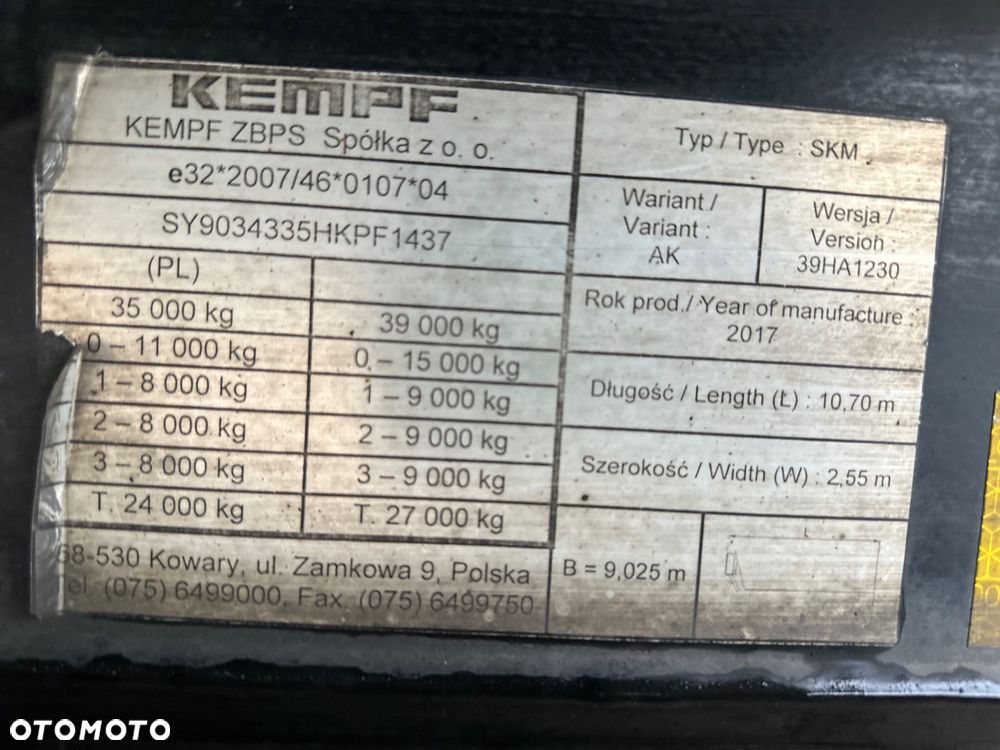 KEMPF
KEMPF ZBPS Spółka z o. o.
e32*2007/46*0107*04
SY9034335HKPF1437
(PL)
35 000 kg
39 000 kg
0 – 11 000 kg
0 – 15 000 kg
1 – 8 000 kg
1 – 9 000 kg
2 – 8 000 kg
2 – 9 000 kg
3 – 8 000 kg
3 – 9 000 kg
T. 24 000 kg
T. 27 000 kg
58-530 Kowary, ul. Zamkowa 9, Polska
el. (075) 6499000, Fax. (075) 6499750
Typ / Type : SKM
Wariant /
Variant :
AK
Wersja /
Version :
39HA1230
Rok prod./ Year of manufacture :
2017
Długość / Length (Ł) : 10,70 m
Szerokość / Width (W) : 2,55 m
B = 9,025 m
L
B
OTOMOTO